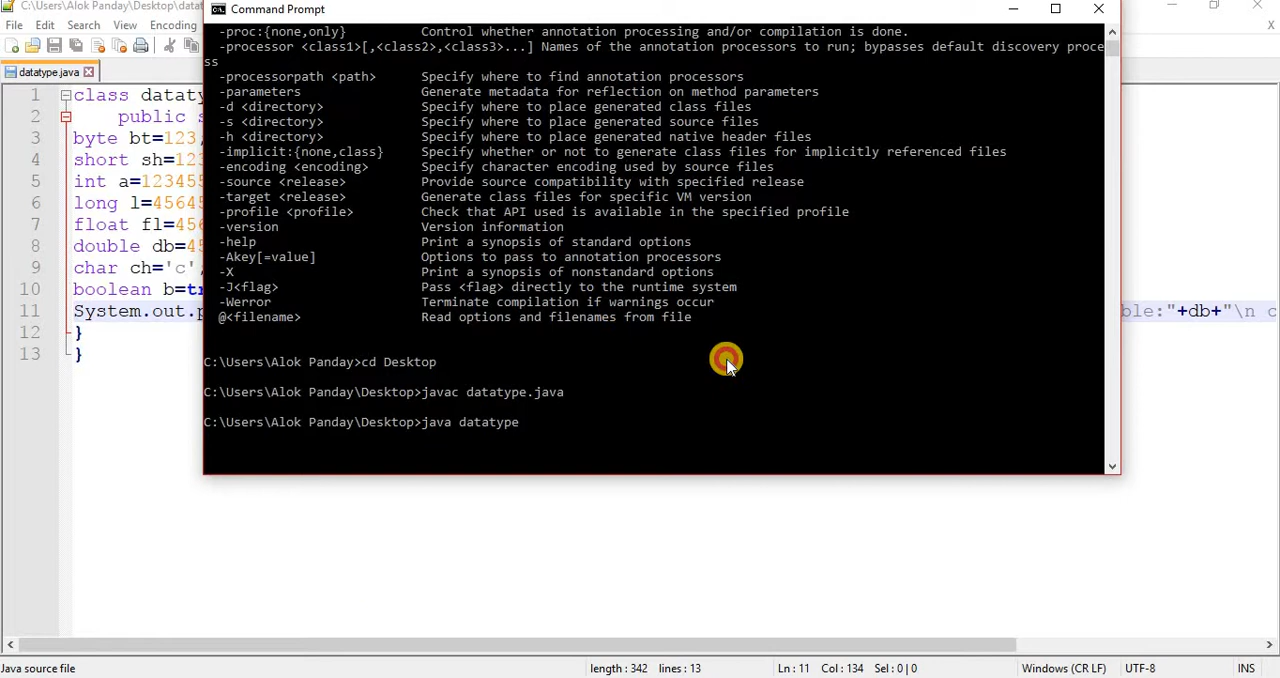 C:\Users\Alok Panday\Desktop\datat
Command Prompt
File Edit Search View Encoding
datatype.java
-proc:{none,only} Control whether annotation processing and/or compilation is done.
-processor <class1>[,<class2>,<class3>...] Names of the annotation processors to run; bypasses default discovery proce
ss
-processorpath <path> Specify where to find annotation processors
-parameters Generate metadata for reflection on method parameters
-d <directory> Specify where to place generated class files
-s <directory> Specify where to place generated source files
-h <directory> Specify where to place generated native header files
-implicit:{none,class} Specify whether or not to generate class files for implicitly referenced files
-encoding <encoding> Specify character encoding used by source files
-source <release> Provide source compatibility with specified release
-target <release> Generate class files for specific VM version
-profile <profile> Check that API used is available in the specified profile
-version Version information
-help Print a synopsis of standard options
-Akey[=value] Options to pass to annotation processors
-X Print a synopsis of nonstandard options
-J<flag> Pass <flag> directly to the runtime system
-Werror Terminate compilation if warnings occur
@<filename> Read options and filenames from file
C:\Users\Alok Panday>cd Desktop
C:\Users\Alok Panday\Desktop>javac datatype.java
C:\Users\Alok Panday\Desktop>java datatype
1 class dataty
2 public s
3 byte bt=123;
4 short sh=123
5 int a=123455
6 long l=45645
7 float fl=456
8 double db=45
9 char ch='c';
10 boolean b=tr
11 System.out.p ble:"+db+"\n c
12 }
13 }
Java source file length : 342 lines : 13 Ln : 11 Col : 134 Sel : 0 | 0 Windows (CR LF) UTF-8 INS